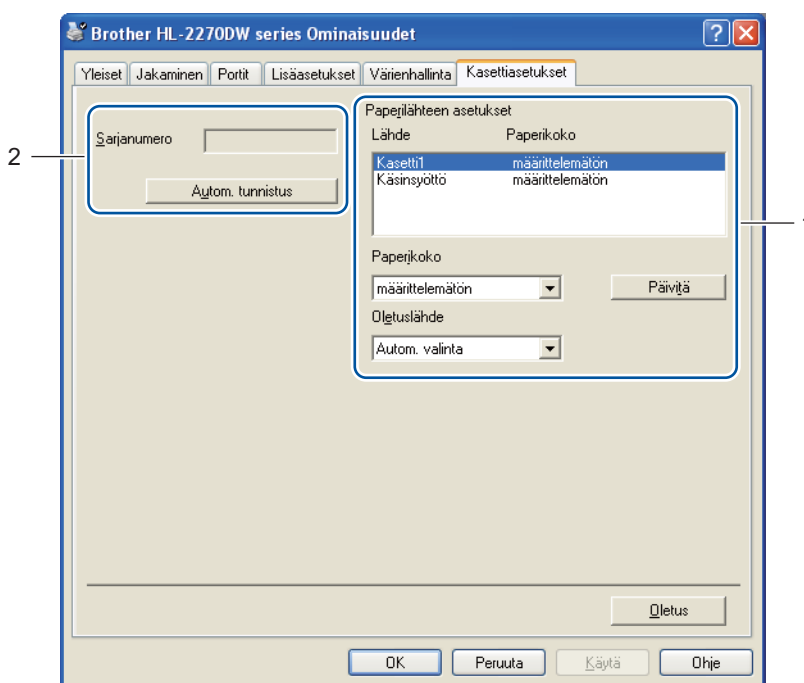 Brother HL-2270DW series Ominaisuudet
Yleiset Jakaminen Portit Lisäasetukset Värienhallinta Kasettiasetukset
2
Sarjanumero
Autom. tunnistus
Paperilähteen asetukset
Lähde Paperikoko
Kasetti1 määrittelemätön
Käsinsyöttö määrittelemätön
Paperikoko
määrittelemätön Päivitä
Oletuslähde
Autom. valinta
Oletus
OK Peruuta Käytä Ohje